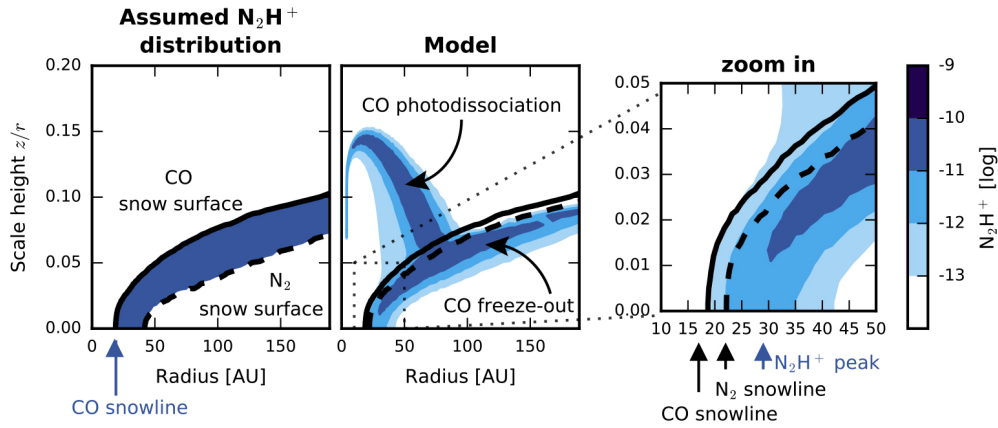 Assumed N₂H⁺
distribution
Model
zoom in
Scale height z/r
0.20
0.15
0.10
0.05
0.00
CO
snow surface
N₂
snow surface
0 50 100 150
Radius [AU]
CO snowline
CO photodissociation
CO freeze-out
0 50 100 150
Radius [AU]
0.05
0.04
0.03
0.02
0.01
0.00
10 15 20 25 30 35 40 45 50
N₂H⁺ peak
N₂ snowline
CO snowline
-9
-10
-11
-12
-13
N₂H⁺ [log]